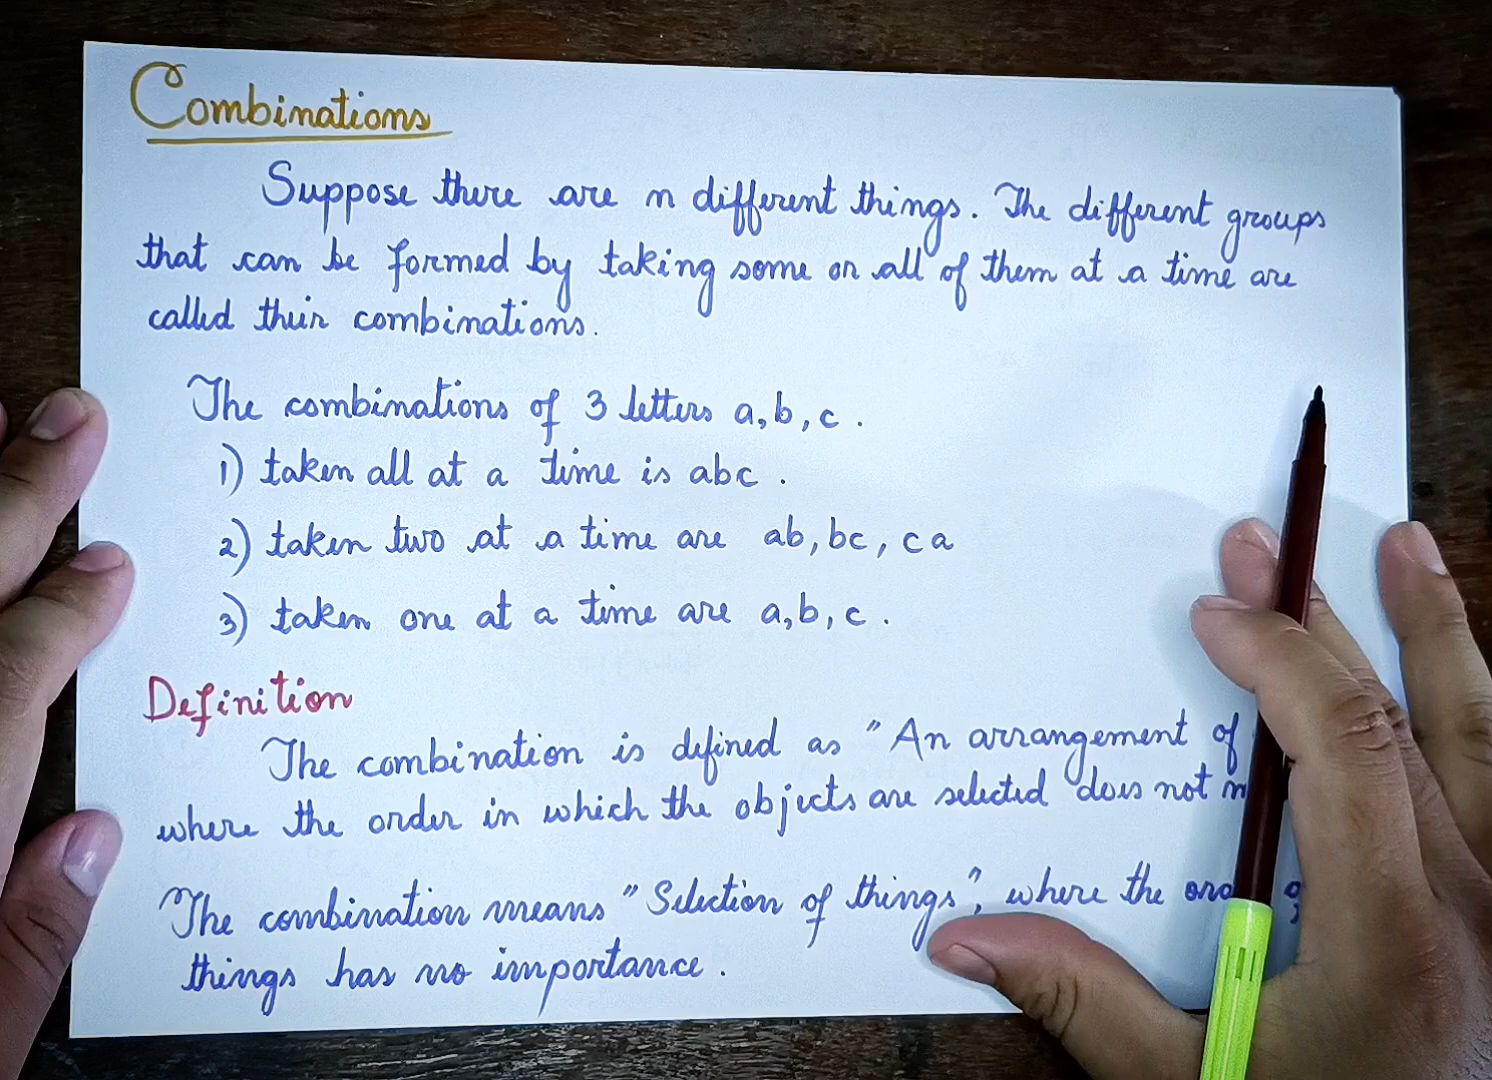 Combinations
Suppose there are n different things. The different groups
that can be formed by taking some or all of them at a time are
called their combinations.
The combinations of 3 letters a, b, c.
1) taken all at a time is abc.
2) taken two at a time are ab, bc, ca
3) taken one at a time are a, b, c.
Definition
The combination is defined as "An arrangement of
where the order in which the objects are selected does not
The combination means "Selection of things", where the
things has no importance.